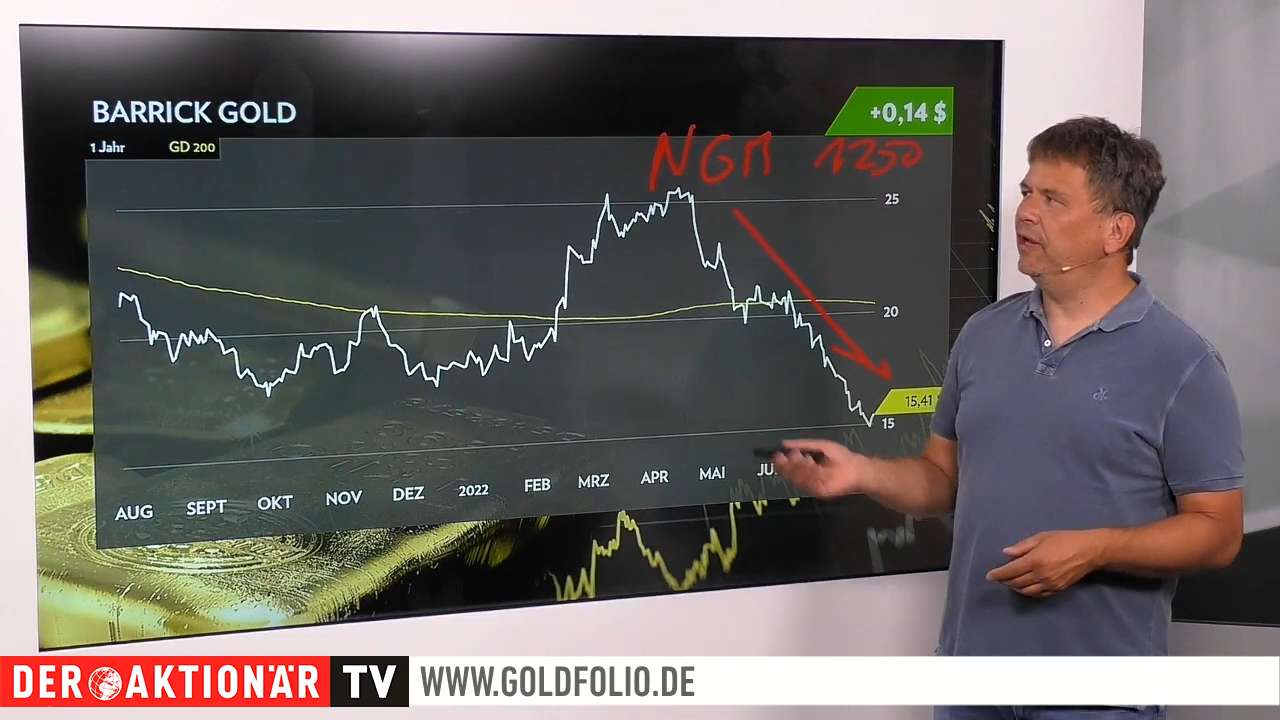 BARRICK GOLD
+0,14 $
1 Jahr GD 200
NGM 1250
25
20
15,41
15
AUG SEPT OKT NOV DEZ 2022 FEB MRZ APR MAI JU
DER AKTIONÄR TV WWW.GOLDFOLIO.DE